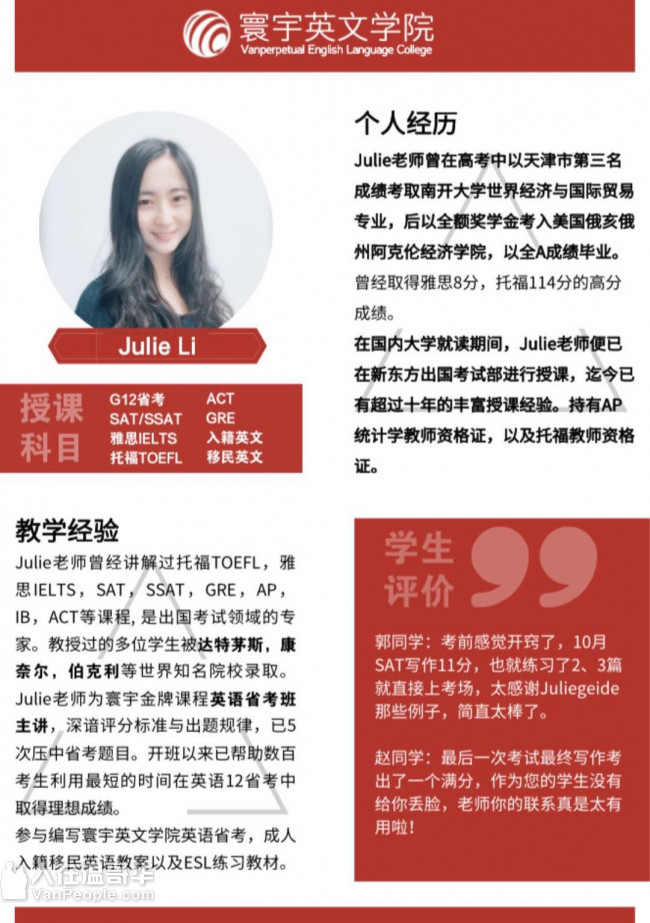 寰宇英文学院
Vanperpetual English Language College
Julie Li
授课
科目
G12省考 ACT
SAT/SSAT GRE
雅思IELTS 入籍英文
托福TOEFL 移民英文
个人经历
Julie老师曾在高考中以天津市第三名
成绩考取南开大学世界经济与国际贸易
专业，后以全额奖学金考入美国俄亥俄
州阿克伦经济学院，以全A成绩毕业。
曾经取得雅思8分，托福114分的高分
成绩。
在国内大学就读期间，Julie老师便已
在新东方出国考试部进行授课，迄今已
有超过十年的丰富授课经验。持有AP
统计学教师资格证，以及托福教师资格
证。
教学经验
Julie老师曾经讲解过托福TOEFL，雅
思IELTS，SAT，SSAT，GRE，AP，
IB，ACT等课程, 是出国考试领域的专
家。教授过的多位学生被达特茅斯，康
奈尔，伯克利等世界知名院校录取。
Julie老师为寰宇金牌课程英语省考班
主讲，深谙评分标准与出题规律，已5
次压中省考题目。开班以来已帮助数百
考生利用最短的时间在英语12省考中
取得理想成绩。
参与编写寰宇英文学院英语省考，成人
入籍移民英语教案以及ESL练习教材。
学生
评价
郭同学：考前感觉开窍了，10月
SAT写作11分，也就练习了2、3篇
就直接上考场，太感谢Juliegeide
那些例子，简直太棒了。
赵同学：最后一次考试最终写作考
出了一个满分，作为您的学生没有
给你丢脸，老师你的联系真是太有
用啦！
人在温哥华
VanPeople.com